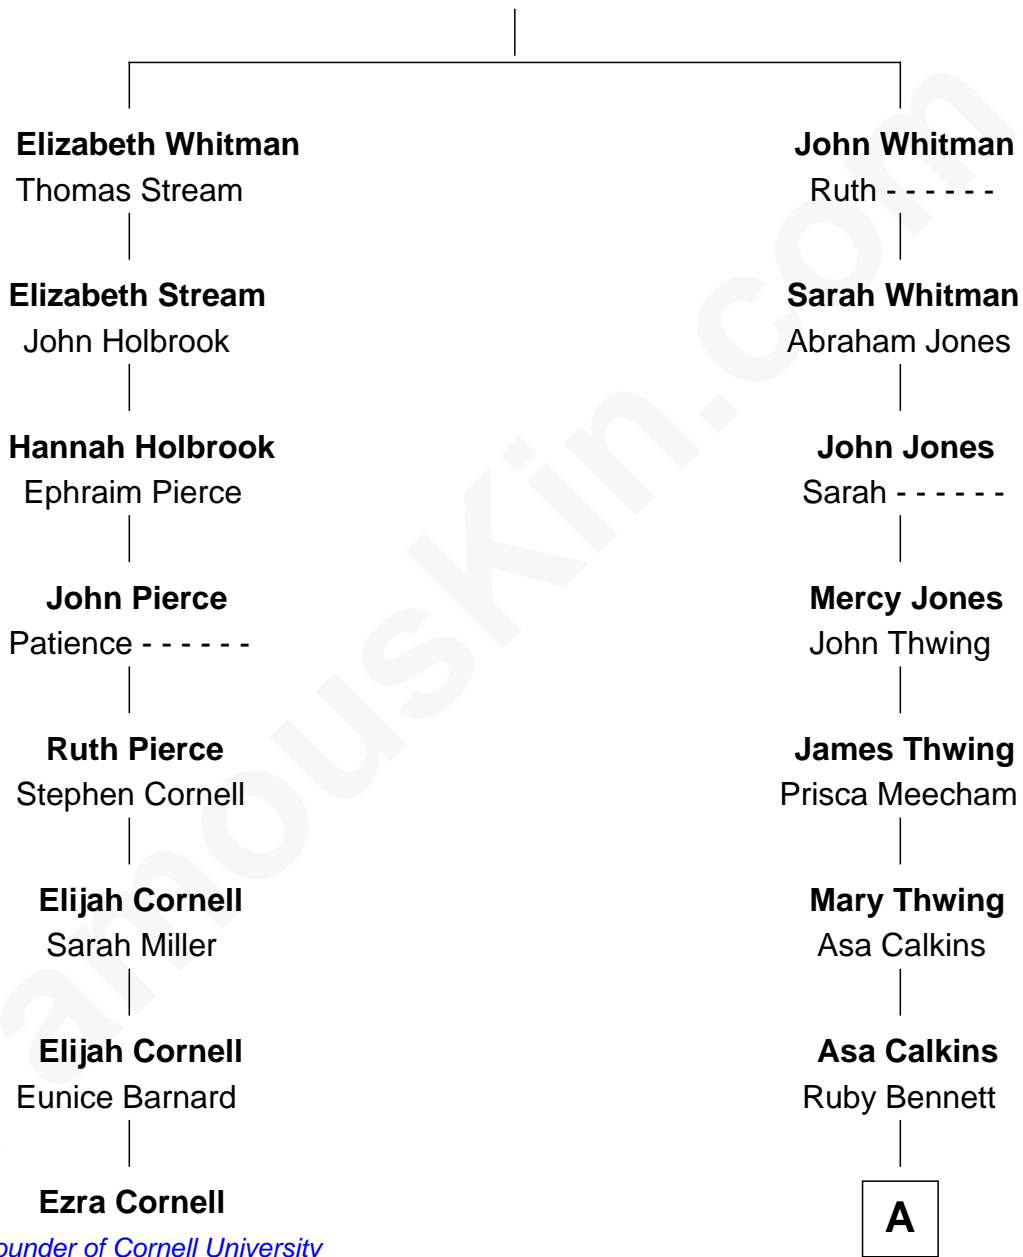 Elizabeth Whitman
Thomas Stream
John Whitman
Ruth - - - - - -
Elizabeth Stream
John Holbrook
Sarah Whitman
Abraham Jones
Hannah Holbrook
Ephraim Pierce
John Jones
Sarah - - - - - -
John Pierce
Patience - - - - - -
Mercy Jones
John Thwing
Ruth Pierce
Stephen Cornell
James Thwing
Prisca Meecham
Elijah Cornell
Sarah Miller
Mary Thwing
Asa Calkins
Elijah Cornell
Eunice Barnard
Asa Calkins
Ruby Bennett
Ezra Cornell
ounder of Cornell University
A
amouskin.com